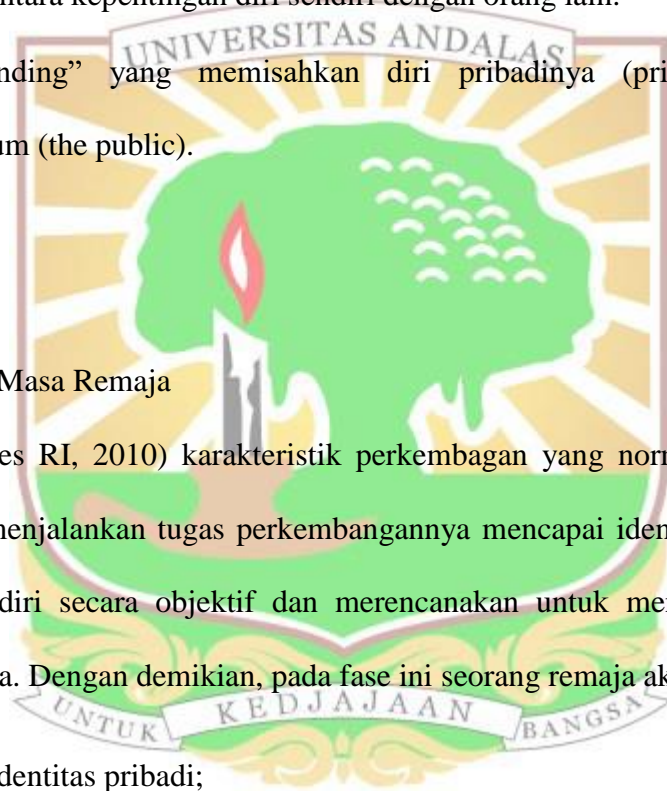 ntara kepentingan diri sendiri dengan orang lain.
UNIVERSITAS ANDALAS
nding” yang memisahkan diri pribadinya (pri
um (the public).
Masa Remaja
es RI, 2010) karakteristik perkembagan yang norm
menjalankan tugas perkembangannya mencapai iden
diri secara objektif dan merencanakan untuk mer
a. Dengan demikian, pada fase ini seorang remaja ak
UNTUK KEDJAJAAN BANGSA
dentitas pribadi;